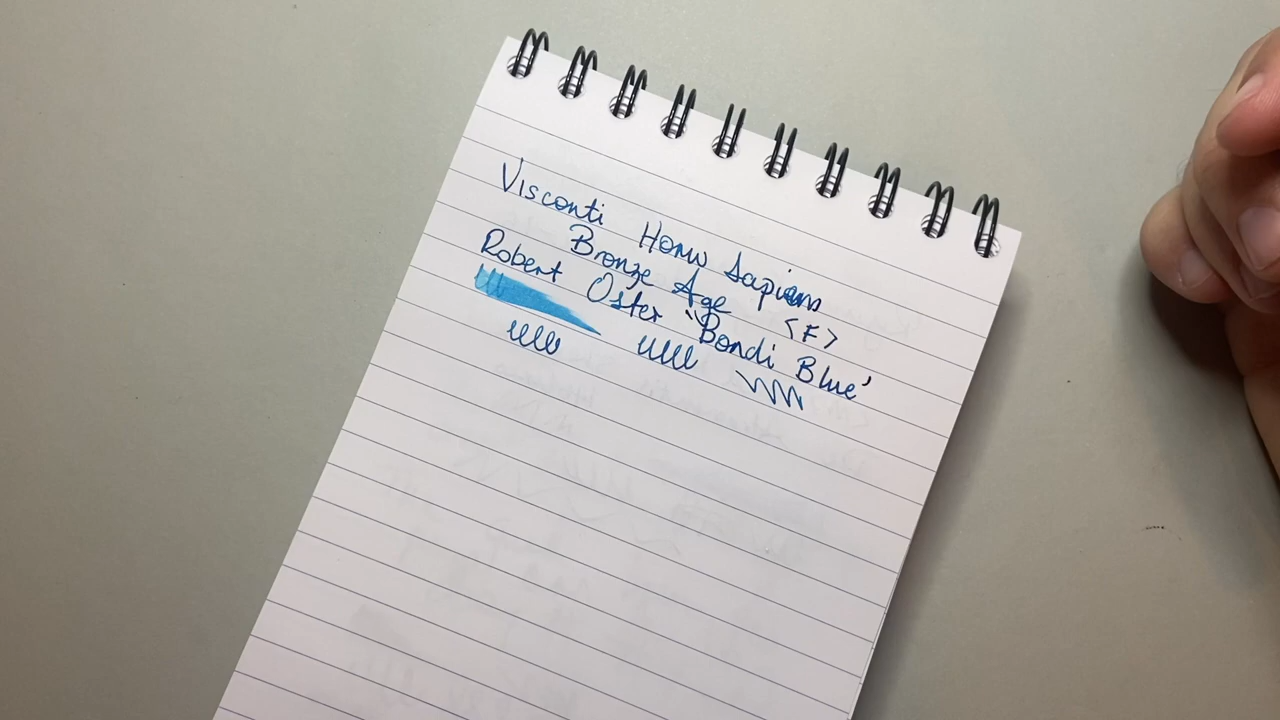 Visconti Homo Sapiens
Bronze Age <F>
Robert Oster 'Bondi Blue'